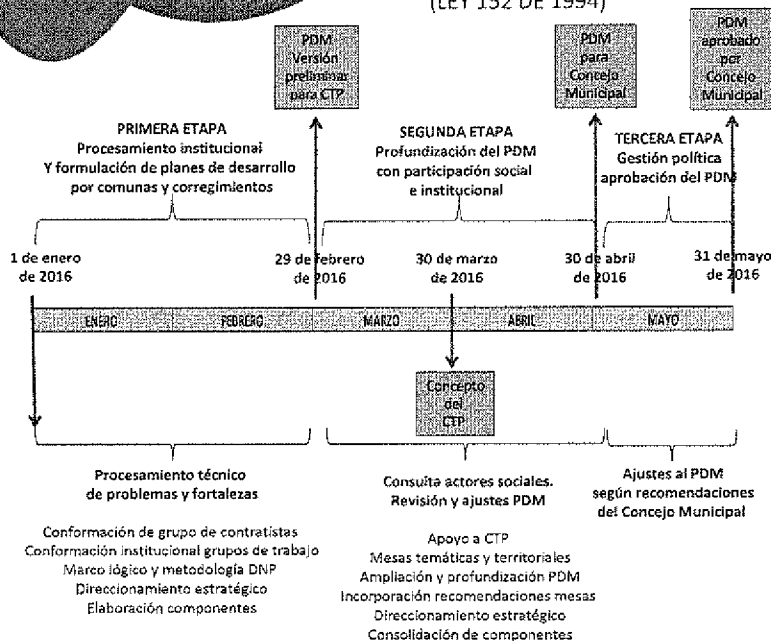 (LEY 152 DE 1994)
PDM
Versión
preliminar
para CTP
PDM
para
Concejo
Municipal
PDM
aprobado
por
Concejo
Municipal
PRIMERA ETAPA
Procesamiento institucional
Y formulación de planes de desarrollo
por comunas y corregimientos
SEGUNDA ETAPA
Profundización del PDM
con participación social
e institucional
TERCERA ETAPA
Gestión política
aprobación del PDM
1 de enero
de 2016
29 de febrero
de 2016
30 de marzo
de 2016
30 de abril
de 2016
31 de mayo
de 2016
ENERO
FEBRERO
MARZO
ABRIL
MAYO
Concepto
del
CTP
Procesamiento técnico
de problemas y fortalezas
Conformación de grupo de contratistas
Conformación institucional grupos de trabajo
Marco lógico y metodología DNP
Direccionamiento estratégico
Elaboración componentes
Consulta actores sociales.
Revisión y ajustes PDM
Apoyo a CTP
Mesas temáticas y territoriales
Ampliación y profundización PDM
Incorporación recomendaciones mesas
Direccionamiento estratégico
Consolidación de componentes
Ajustes al PDM
según recomendaciones
del Concejo Municipal